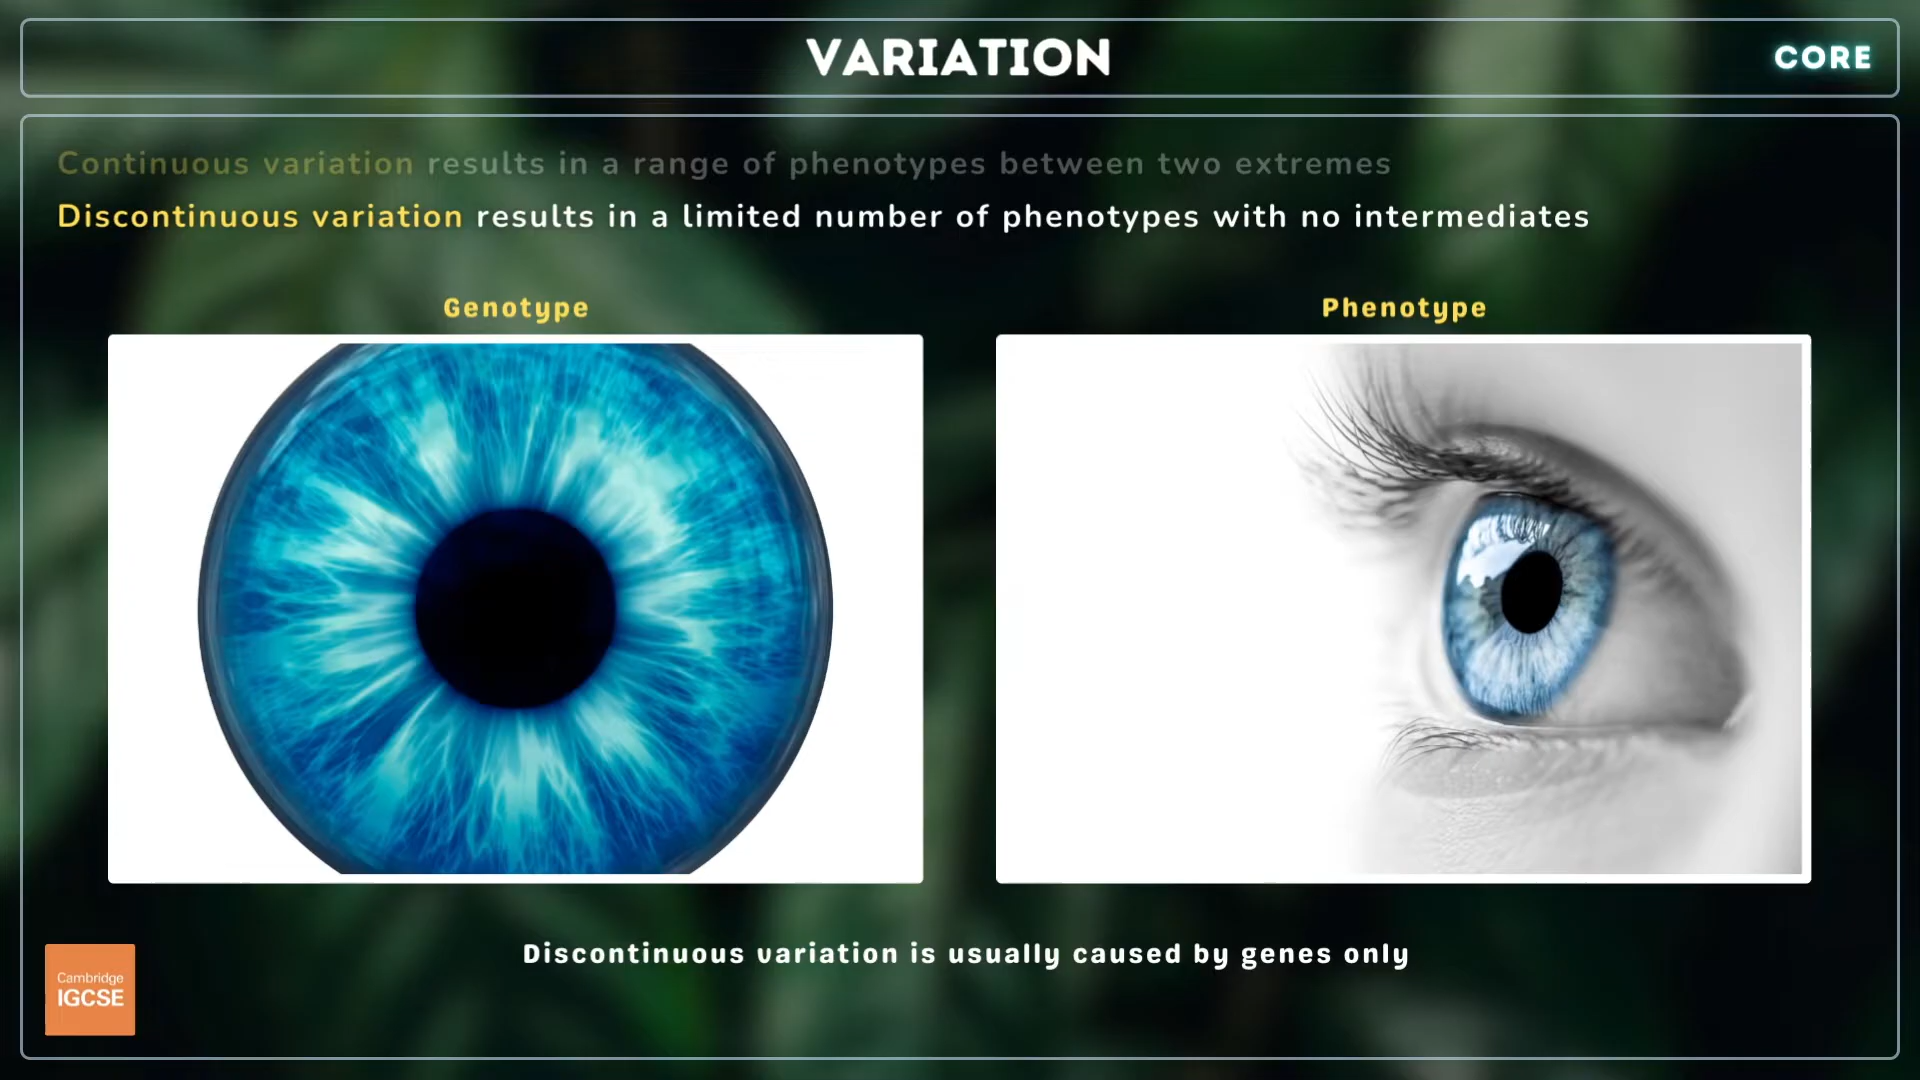 VARIATION
CORE
Continuous variation results in a range of phenotypes between two extremes
Discontinuous variation results in a limited number of phenotypes with no intermediates
Genotype
Phenotype
Discontinuous variation is usually caused by genes only
Cambridge
IGCSE